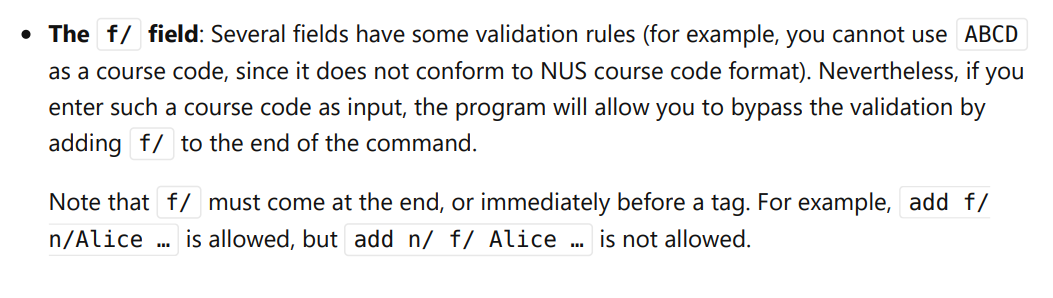 • The f/ field: Several fields have some validation rules (for example, you cannot use ABCD
as a course code, since it does not conform to NUS course code format). Nevertheless, if you
enter such a course code as input, the program will allow you to bypass the validation by
adding f/ to the end of the command.
Note that f/ must come at the end, or immediately before a tag. For example, add f/
n/Alice … is allowed, but add n/ f/ Alice … is not allowed.